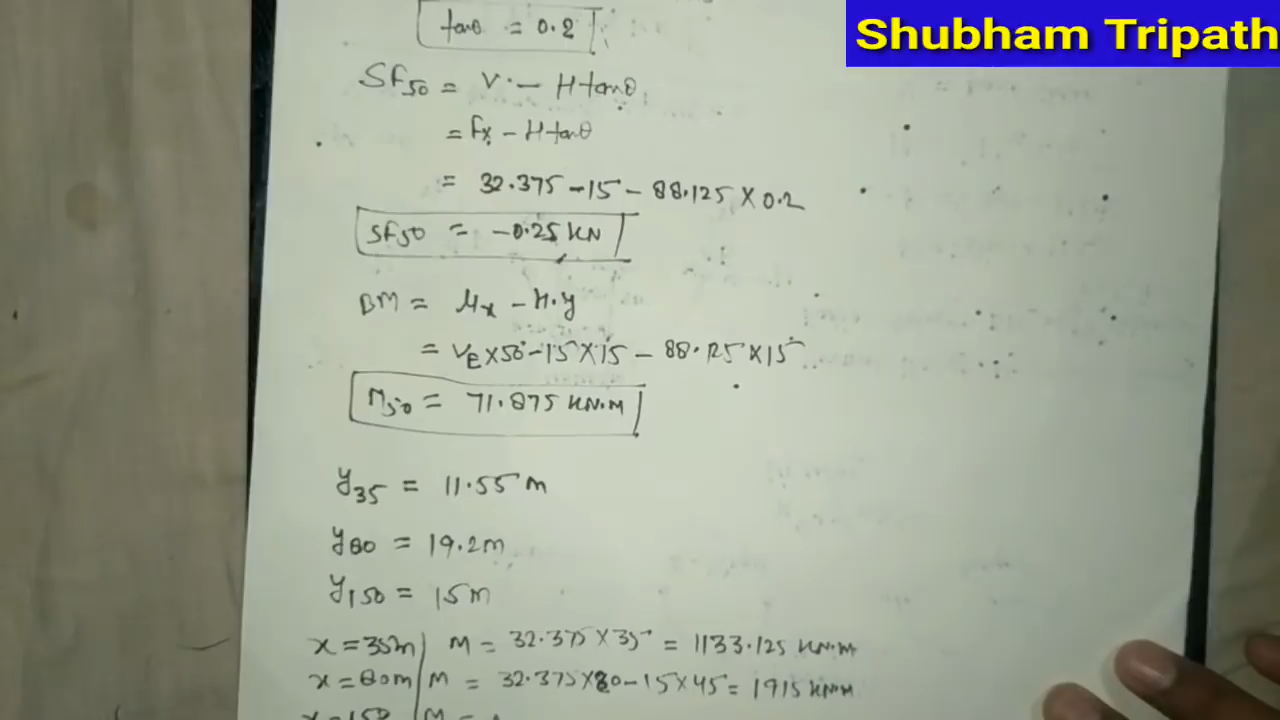 Shubham Tripath
tanθ = 0.2
SF50 = V - H tanθ
= Fx - H tanθ
= 32.375 - 15 - 88.125 X 0.2
SF50 = -0.25 KN
BM = Mx - H.y
= VE X 50 - 15 X 15 - 88.125 X 15
M50 = 71.875 KN.M
y35 = 11.55 m
y80 = 19.2m
y150 = 15m
x = 35m | M = 32.375 X 35 = 1133.125 KN.M
x = 80m | M = 32.375 X 80 - 15 X 45 = 1915 KN.M
x = 150 | M =